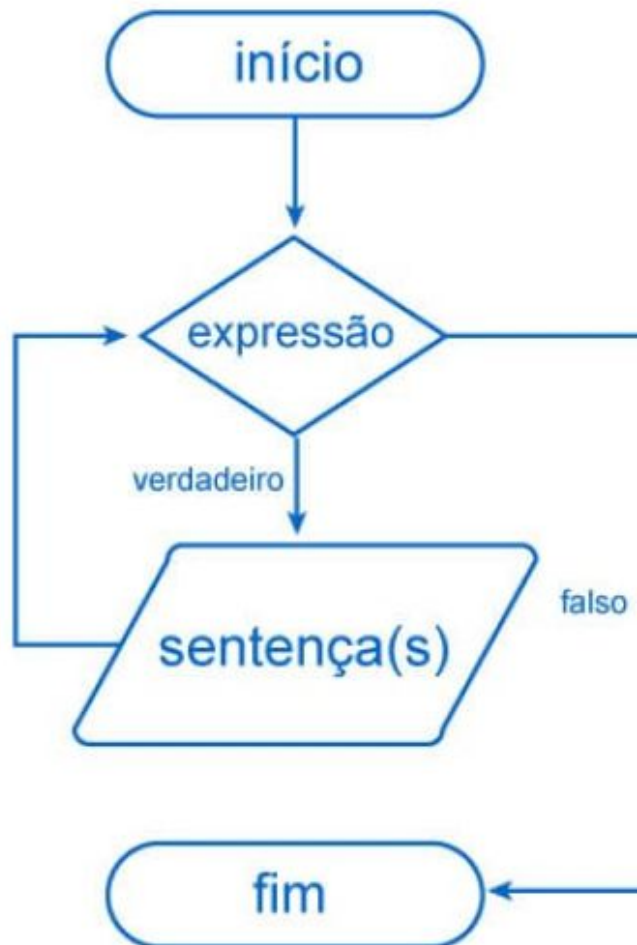 início
expressão
verdadeiro
falso
sentença(s)
fim